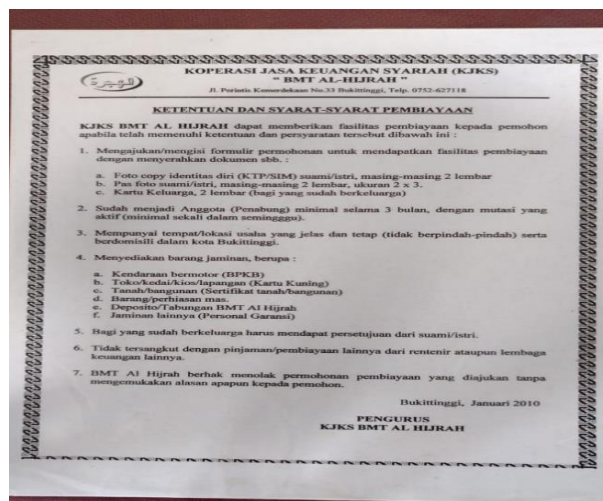 KOPERASI JASA KEUANGAN SYARIAH (KJKS)
" BMT AL-HIJRAH "
Jl. Perintis Kemerdekaan No.33 Bukittinggi, Telp. 0752-627118
KETENTUAN DAN SYARAT-SYARAT PEMBIAYAAN
KJKS BMT AL HIJRAH dapat memberikan fasilitas pembiayaan kepada pemohon
apabila telah memenuhi ketentuan dan persyaratan tersebut dibawah ini :
1. Mengajukan/mengisi formulir permohonan untuk mendapatkan fasilitas pembiayaan
dengan menyerahkan dokumen sbb. :
a. Foto copy identitas diri (KTP/SIM) suami/istri, masing-masing 2 lembar
b. Pas foto suami/istri, masing-masing 2 lembar, ukuran 2 x 3.
c. Kartu Keluarga, 2 lembar (bagi yang sudah berkeluarga)
2. Sudah menjadi Anggota (Penabung) minimal selama 3 bulan, dengan mutasi yang
aktif (minimal sekali dalam semingggu).
3. Mempunyai tempat/lokasi usaha yang jelas dan tetap (tidak berpindah-pindah) serta
berdomisili dalam kota Bukittinggi.
4. Menyediakan barang jaminan, berupa :
a. Kendaraan bermotor (BPKB)
b. Toko/kedai/kios/lapangan (Kartu Kuning)
c. Tanah/bangunan (Sertifikat tanah/bangunan)
d. Barang/perhiasan mas.
e. Deposito/Tabungan BMT Al Hijrah
f. Jaminan lainnya (Personal Garansi)
5. Bagi yang sudah berkeluarga harus mendapat persetujuan dari suami/istri.
6. Tidak tersangkut dengan pinjaman/pembiayaan lainnya dari rentenir ataupun lembaga
keuangan lainnya.
7. BMT Al Hijrah berhak menolak permohonan pembiayaan yang diajukan tanpa
mengemukakan alasan apapun kepada pemohon.
Bukittinggi, Januari 2010
PENGURUS
KJKS BMT AL HIJRAH